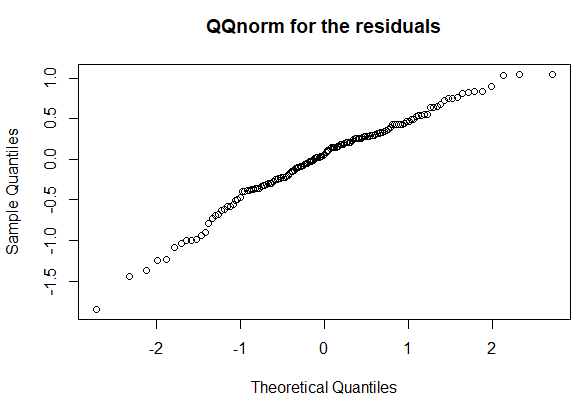 QQnorm for the residuals
Sample Quantiles
1.0
0.5
0.0
-0.5
-1.0
-1.5
-2 -1 0 1 2
Theoretical Quantiles